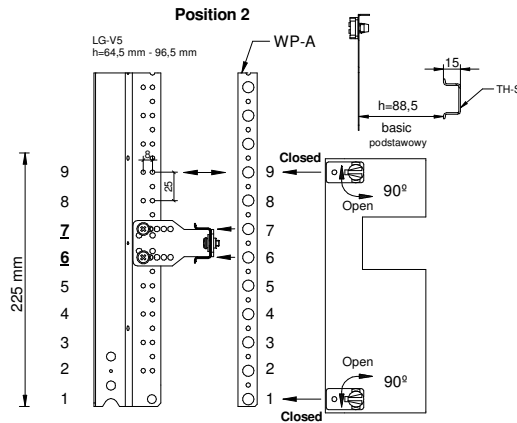 Position 2
LG-V5
h=64,5 mm - 96,5 mm
WP-A
15
TH-S
h=88,5
basic
podstawowy
8
25
225 mm
9
8
7
6
5
4
3
2
1
9
8
7
6
5
4
3
2
1
Closed
Open
90º
Open
90º
Closed